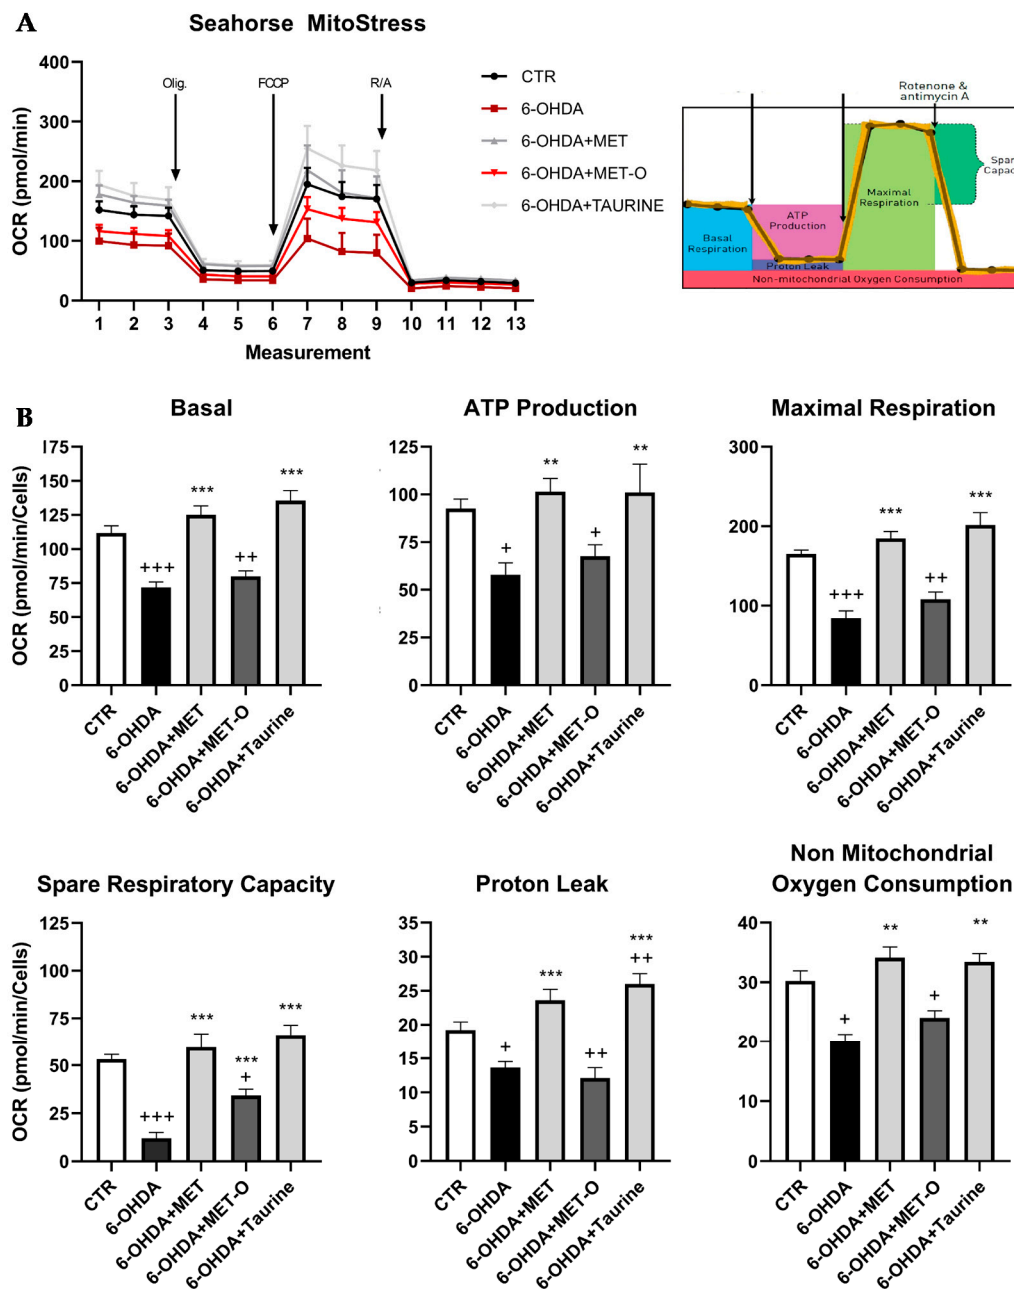 A
Seahorse MitoStress
OCR (pmol/min)
400
300
200
100
0
Olig.
FCCP
R/A
1 2 3 4 5 6 7 8 9 10 11 12 13
Measurement
CTR
6-OHDA
6-OHDA+MET
6-OHDA+MET-O
6-OHDA+TAURINE
Rotenone &
antimycin A
Spar
Capac
Maximal
Respiration
ATP
Production
Basal
Respiration
Proton Leak
Non-mitochondrial Oxygen Consumption
B
Basal
OCR (pmol/min/Cells)
175
150
125
100
75
50
25
0
+++
***
++
***
CTR
6-OHDA
6-OHDA+MET
6-OHDA+MET-O
6-OHDA+Taurine
ATP Production
125
100
75
50
25
0
+
**
+
**
CTR
6-OHDA
6-OHDA+MET
6-OHDA+MET-O
6-OHDA+Taurine
Maximal Respiration
300
200
100
0
+++
***
++
***
CTR
6-OHDA
6-OHDA+MET
6-OHDA+MET-O
6-OHDA+Taurine
Spare Respiratory Capacity
OCR (pmol/min/Cells)
125
100
75
50
25
0
+++
***
***
+
***
CTR
6-OHDA
6-OHDA+MET
6-OHDA+MET-O
6-OHDA+Taurine
Proton Leak
35
30
25
20
15
10
5
0
+
***
++
***
++
CTR
6-OHDA
6-OHDA+MET
6-OHDA+MET-O
6-OHDA+Taurine
Non Mitochondrial
Oxygen Consumption
40
30
20
10
0
+
**
+
**
CTR
6-OHDA
6-OHDA+MET
6-OHDA+MET-O
6-OHDA+Taurine